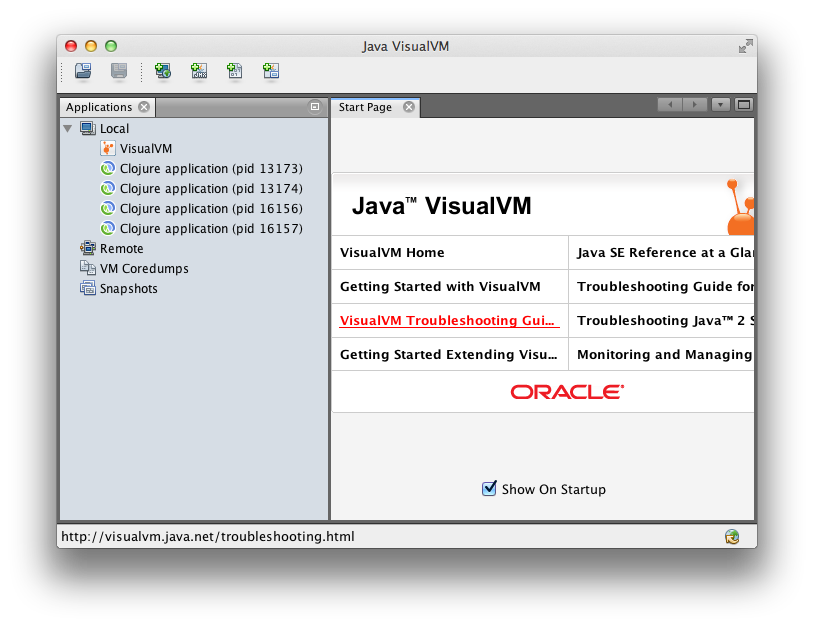 Java VisualVM
Applications
Start Page
Local
VisualVM
Clojure application (pid 13173)
Clojure application (pid 13174)
Clojure application (pid 16156)
Clojure application (pid 16157)
Remote
VM Coredumps
Snapshots
Java™ VisualVM
VisualVM Home
Java SE Reference at a Gla
Getting Started with VisualVM
Troubleshooting Guide for
VisualVM Troubleshooting Gui...
Troubleshooting Java™ 2 S
Getting Started Extending Visu...
Monitoring and Managing
ORACLE
Show On Startup
http://visualvm.java.net/troubleshooting.html